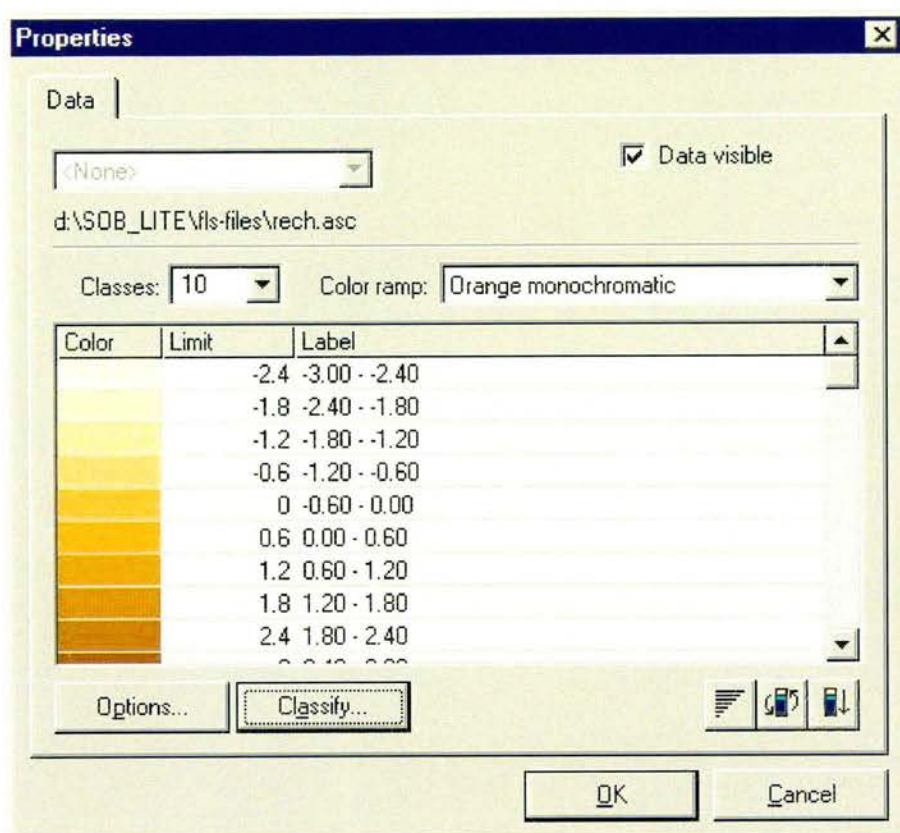 Properties
Data
<None>
Data visible
d:\SOB_LITE\fls-files\rech.asc
Classes: 10 Color ramp: Orange monochromatic
Color Limit Label
-2.4 -3.00 - -2.40
-1.8 -2.40 - -1.80
-1.2 -1.80 - -1.20
-0.6 -1.20 - -0.60
0 -0.60 - 0.00
0.6 0.00 - 0.60
1.2 0.60 - 1.20
1.8 1.20 - 1.80
2.4 1.80 - 2.40
Options... Classify...
OK Cancel